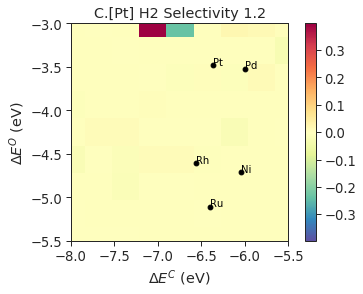 C.[Pt] H2 Selectivity 1.2
−3.0
−3.5
−4.0
−4.5
−5.0
−5.5
ΔE^O (eV)
Pt
Pd
Rh
Ni
Ru
−8.0 −7.5 −7.0 −6.5 −6.0 −5.5
ΔE^C (eV)
0.3
0.2
0.1
0.0
−0.1
−0.2
−0.3